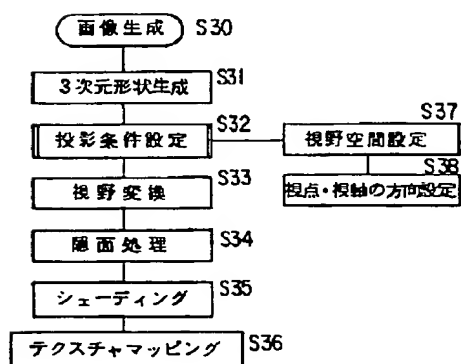 画像生成 S30
3次元形状生成 S31
投影条件設定 S32
視野空間設定 S37
視点・視軸の方向設定 S38
視野変換 S33
隠面処理 S34
シェーディング S35
テクスチャマッピング S36